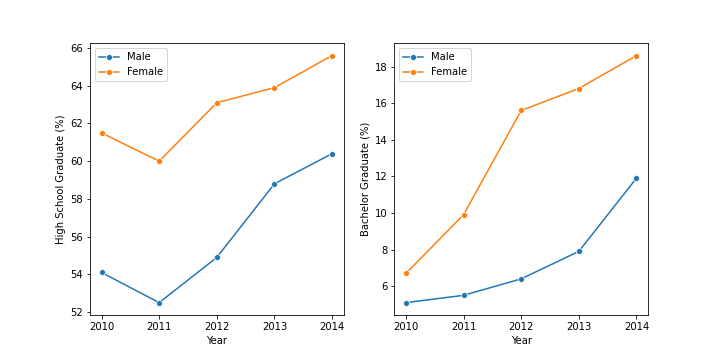 Male
Female
High School Graduate (%)
66
64
62
60
58
56
54
52
2010 2011 2012 2013 2014
Year
Male
Female
Bachelor Graduate (%)
18
16
14
12
10
8
6
2010 2011 2012 2013 2014
Year